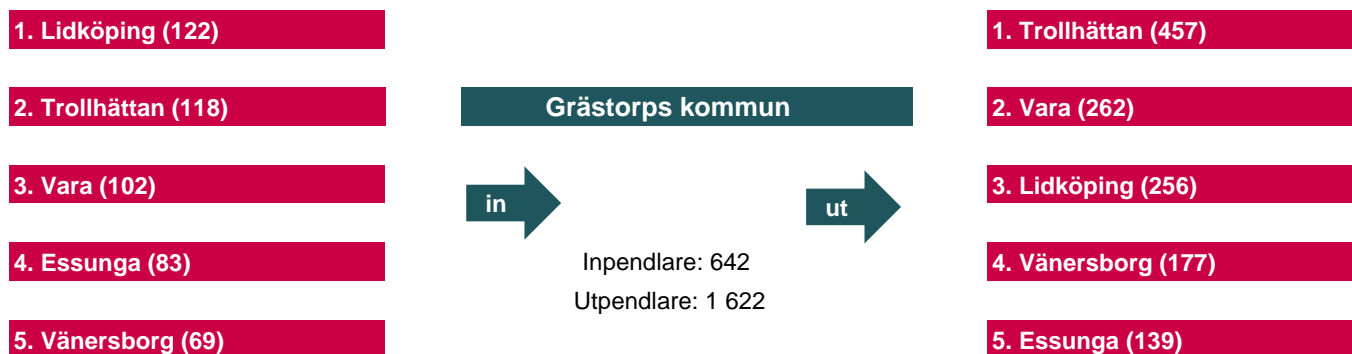 1. Lidköping (122)
2. Trollhättan (118)
3. Vara (102)
4. Essunga (83)
5. Vänersborg (69)
Grästorps kommun
in
ut
Inpendlare: 642
Utpendlare: 1 622
1. Trollhättan (457)
2. Vara (262)
3. Lidköping (256)
4. Vänersborg (177)
5. Essunga (139)